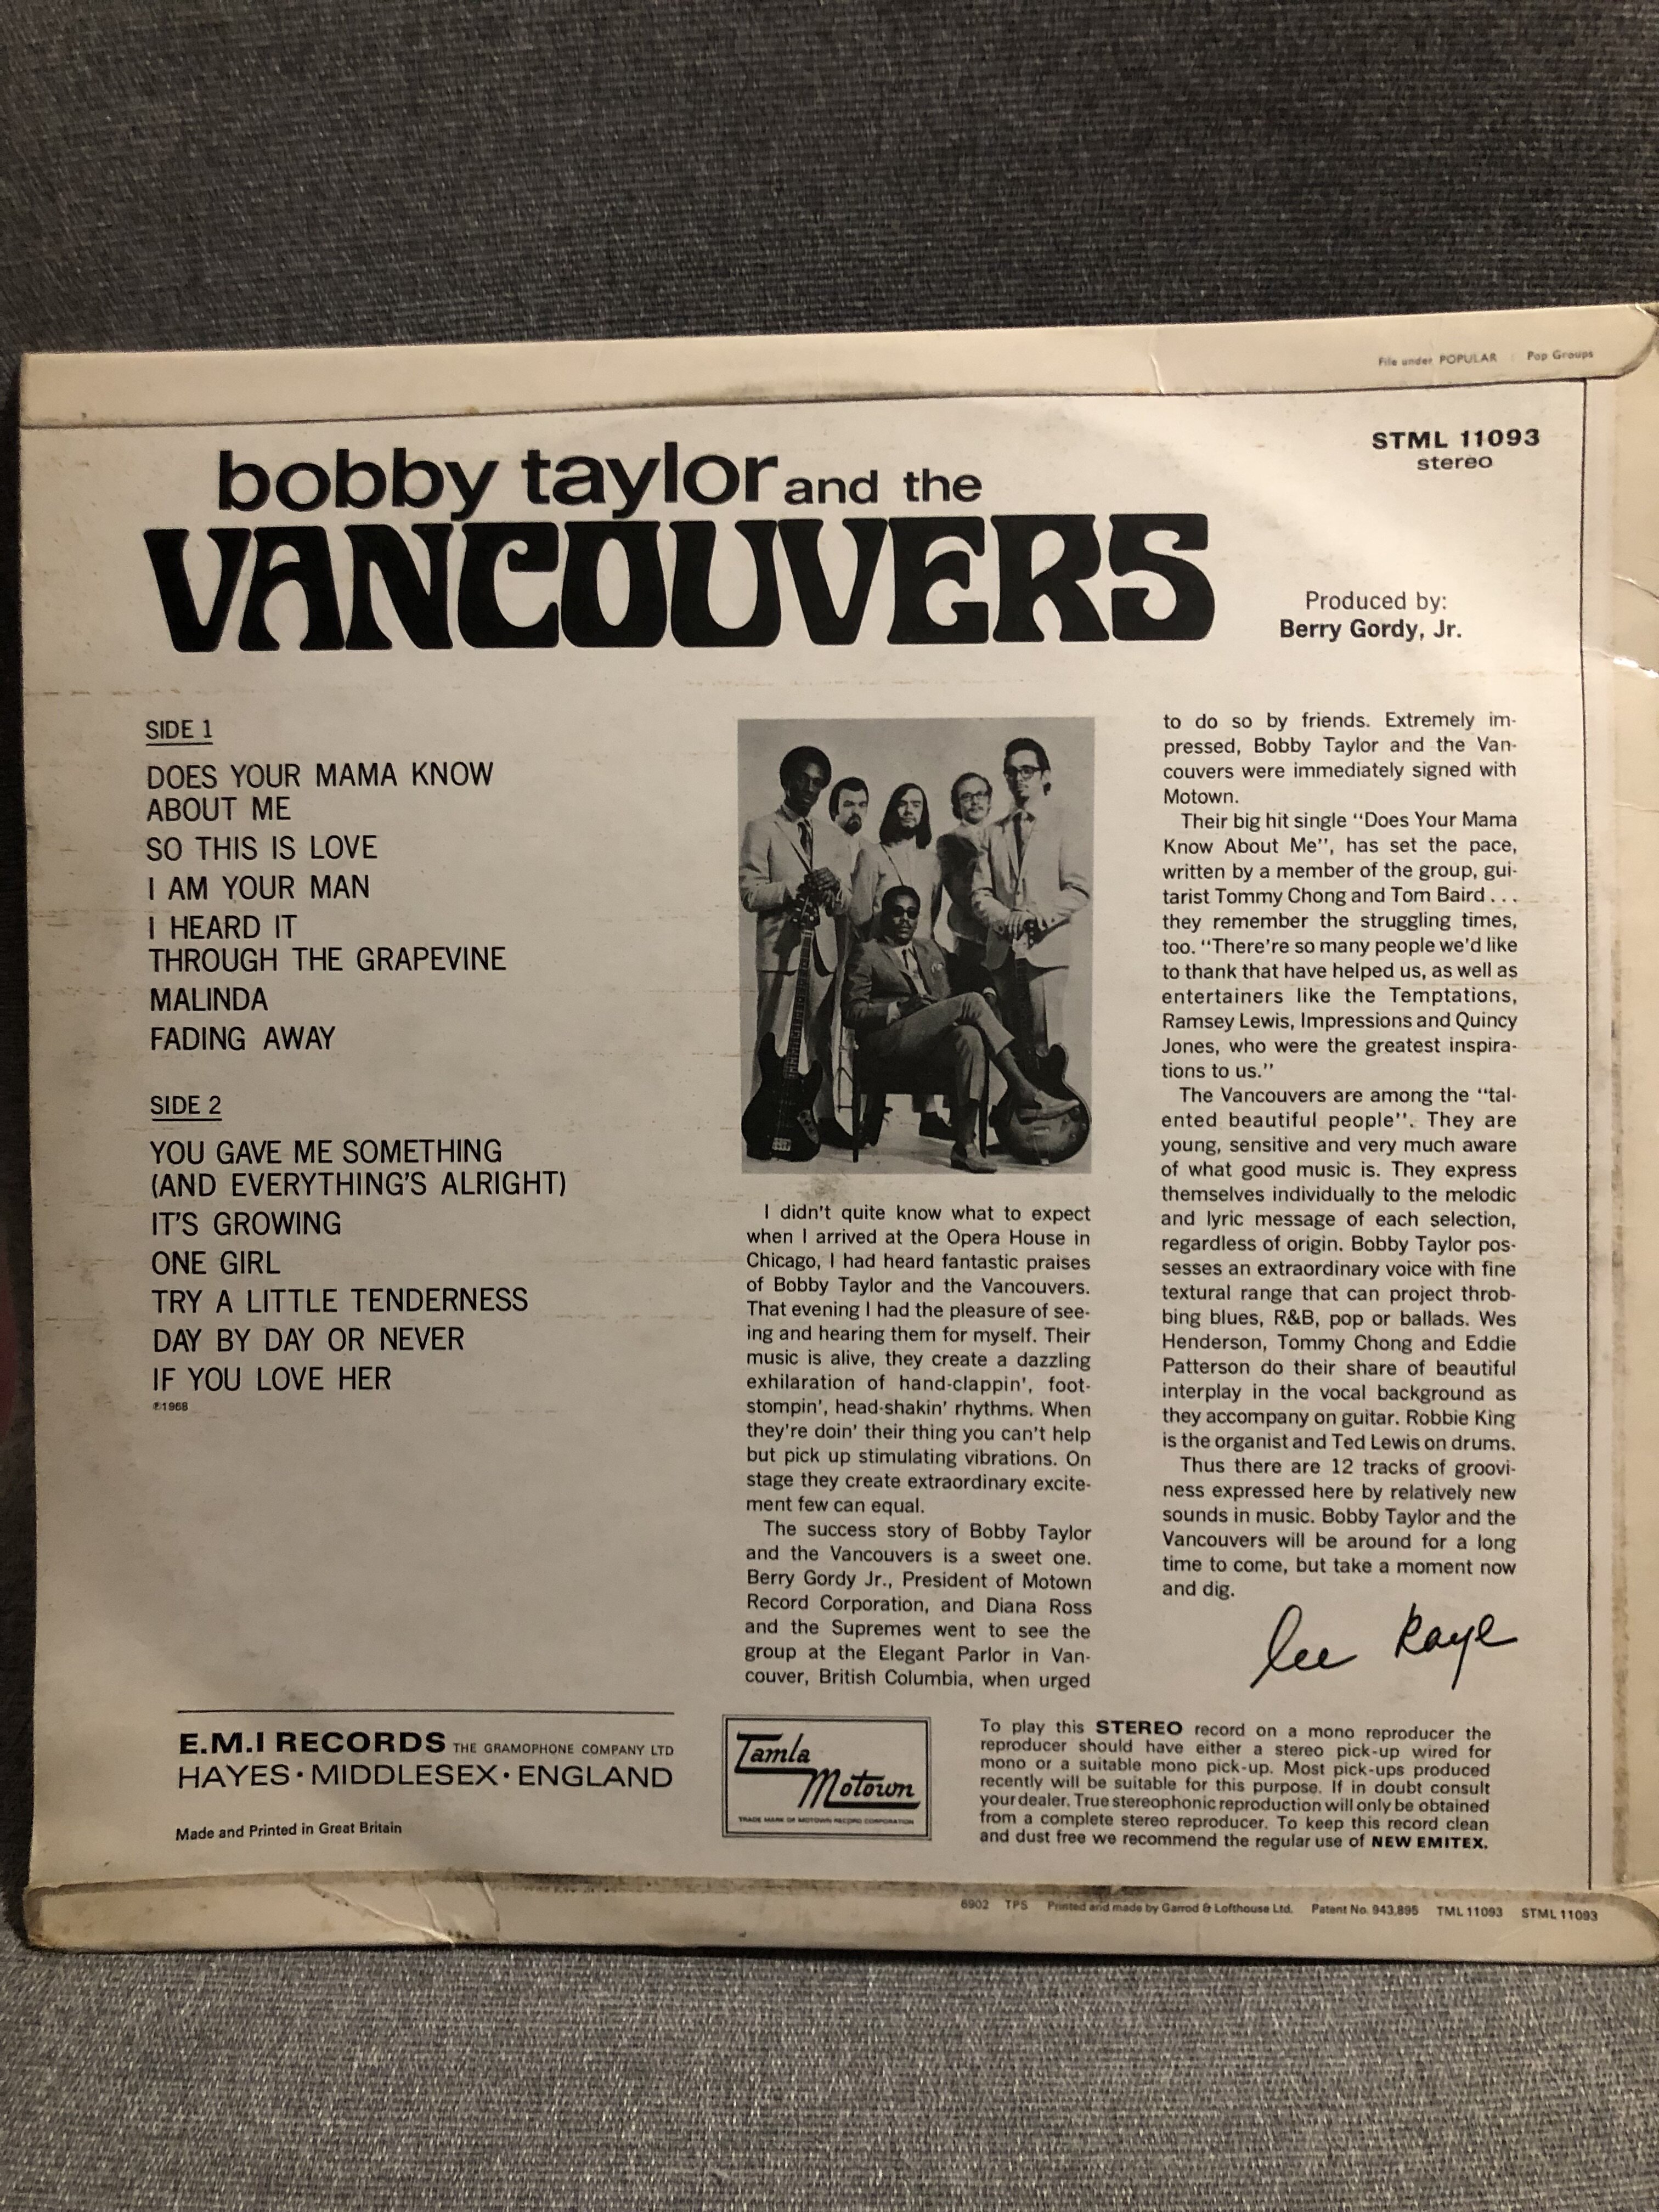 File under POPULAR Pop Groups
STML 11093
stereo
bobby taylor and the
VANCOUVERS
Produced by:
Berry Gordy, Jr.
SIDE 1
DOES YOUR MAMA KNOW
ABOUT ME
SO THIS IS LOVE
I AM YOUR MAN
I HEARD IT
THROUGH THE GRAPEVINE
MALINDA
FADING AWAY
SIDE 2
YOU GAVE ME SOMETHING
(AND EVERYTHING'S ALRIGHT)
IT'S GROWING
ONE GIRL
TRY A LITTLE TENDERNESS
DAY BY DAY OR NEVER
IF YOU LOVE HER
℗1968
I didn't quite know what to expect
when I arrived at the Opera House in
Chicago, I had heard fantastic praises
of Bobby Taylor and the Vancouvers.
That evening I had the pleasure of see-
ing and hearing them for myself. Their
music is alive, they create a dazzling
exhilaration of hand-clappin', foot-
stompin', head-shakin' rhythms. When
they're doin' their thing you can't help
but pick up stimulating vibrations. On
stage they create extraordinary excite-
ment few can equal.
The success story of Bobby Taylor
and the Vancouvers is a sweet one.
Berry Gordy Jr., President of Motown
Record Corporation, and Diana Ross
and the Supremes went to see the
group at the Elegant Parlor in Van-
couver, British Columbia, when urged
to do so by friends. Extremely im-
pressed, Bobby Taylor and the Van-
couvers were immediately signed with
Motown.
Their big hit single "Does Your Mama
Know About Me", has set the pace,
written by a member of the group, gui-
tarist Tommy Chong and Tom Baird . . .
they remember the struggling times,
too. "There're so many people we'd like
to thank that have helped us, as well as
entertainers like the Temptations,
Ramsey Lewis, Impressions and Quincy
Jones, who were the greatest inspira-
tions to us."
The Vancouvers are among the "tal-
ented beautiful people". They are
young, sensitive and very much aware
of what good music is. They express
themselves individually to the melodic
and lyric message of each selection,
regardless of origin. Bobby Taylor pos-
sesses an extraordinary voice with fine
textural range that can project throb-
bing blues, R&B, pop or ballads. Wes
Henderson, Tommy Chong and Eddie
Patterson do their share of beautiful
interplay in the vocal background as
they accompany on guitar. Robbie King
is the organist and Ted Lewis on drums.
Thus there are 12 tracks of groovi-
ness expressed here by relatively new
sounds in music. Bobby Taylor and the
Vancouvers will be around for a long
time to come, but take a moment now
and dig.
lee Raye
E.M.I RECORDS THE GRAMOPHONE COMPANY LTD
HAYES • MIDDLESEX • ENGLAND
Made and Printed in Great Britain
Tamla
Motown
TRADE MARK OF MOTOWN RECORD CORPORATION
To play this STEREO record on a mono reproducer the
reproducer should have either a stereo pick-up wired for
mono or a suitable mono pick-up. Most pick-ups produced
recently will be suitable for this purpose. If in doubt consult
your dealer. True stereophonic reproduction will only be obtained
from a complete stereo reproducer. To keep this record clean
and dust free we recommend the regular use of NEW EMITEX.
6902 TPS Printed and made by Garrod & Lofthouse Ltd. Patent No. 943,895 TML 11093 STML 11093